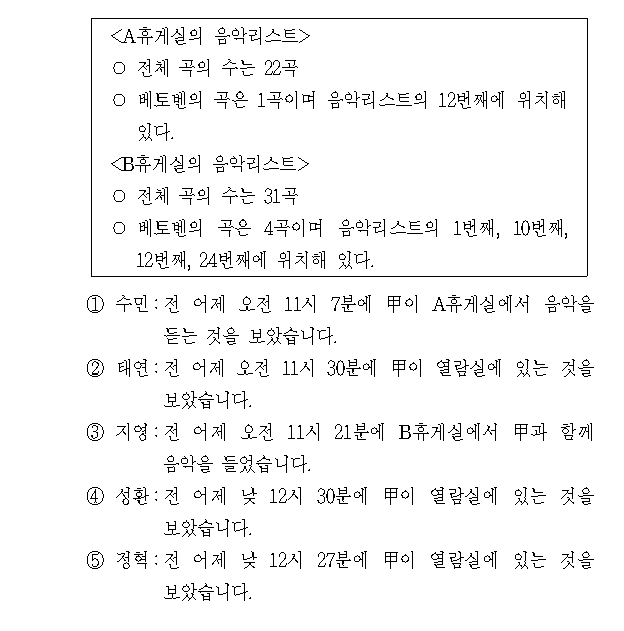 <A휴게실의 음악리스트>
○ 전체 곡의 수는 22곡
○ 베토벤의 곡은 1곡이며 음악리스트의 12번째에 위치해
있다.
<B휴게실의 음악리스트>
○ 전체 곡의 수는 31곡
○ 베토벤의 곡은 4곡이며 음악리스트의 1번째, 10번째,
12번째, 24번째에 위치해 있다.
① 수민:전 어제 오전 11시 7분에 甲이 A휴게실에서 음악을
듣는 것을 보았습니다.
② 태연:전 어제 오전 11시 30분에 甲이 열람실에 있는 것을
보았습니다.
③ 지영:전 어제 오전 11시 21분에 B휴게실에서 甲과 함께
음악을 들었습니다.
④ 성환:전 어제 낮 12시 30분에 甲이 열람실에 있는 것을
보았습니다.
⑤ 정혁:전 어제 낮 12시 27분에 甲이 열람실에 있는 것을
보았습니다.